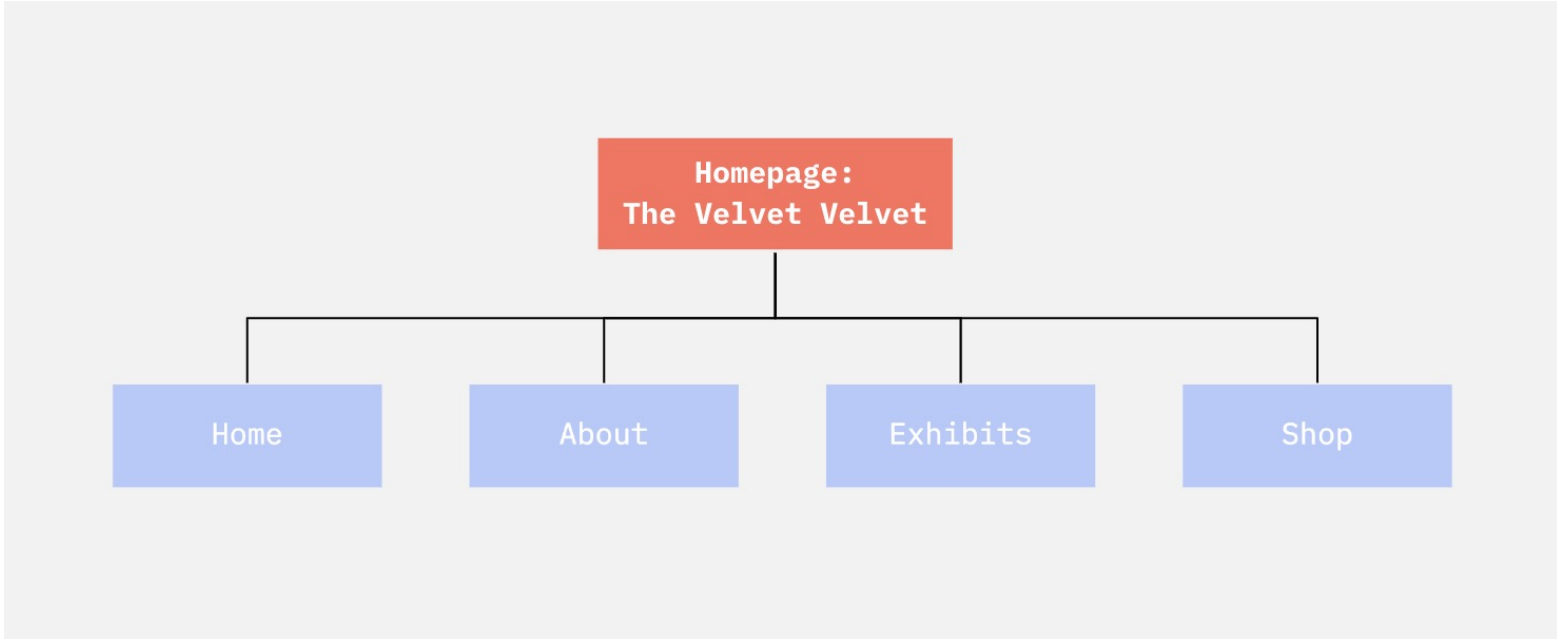 Homepage:
The Velvet Velvet
Home
About
Exhibits
Shop